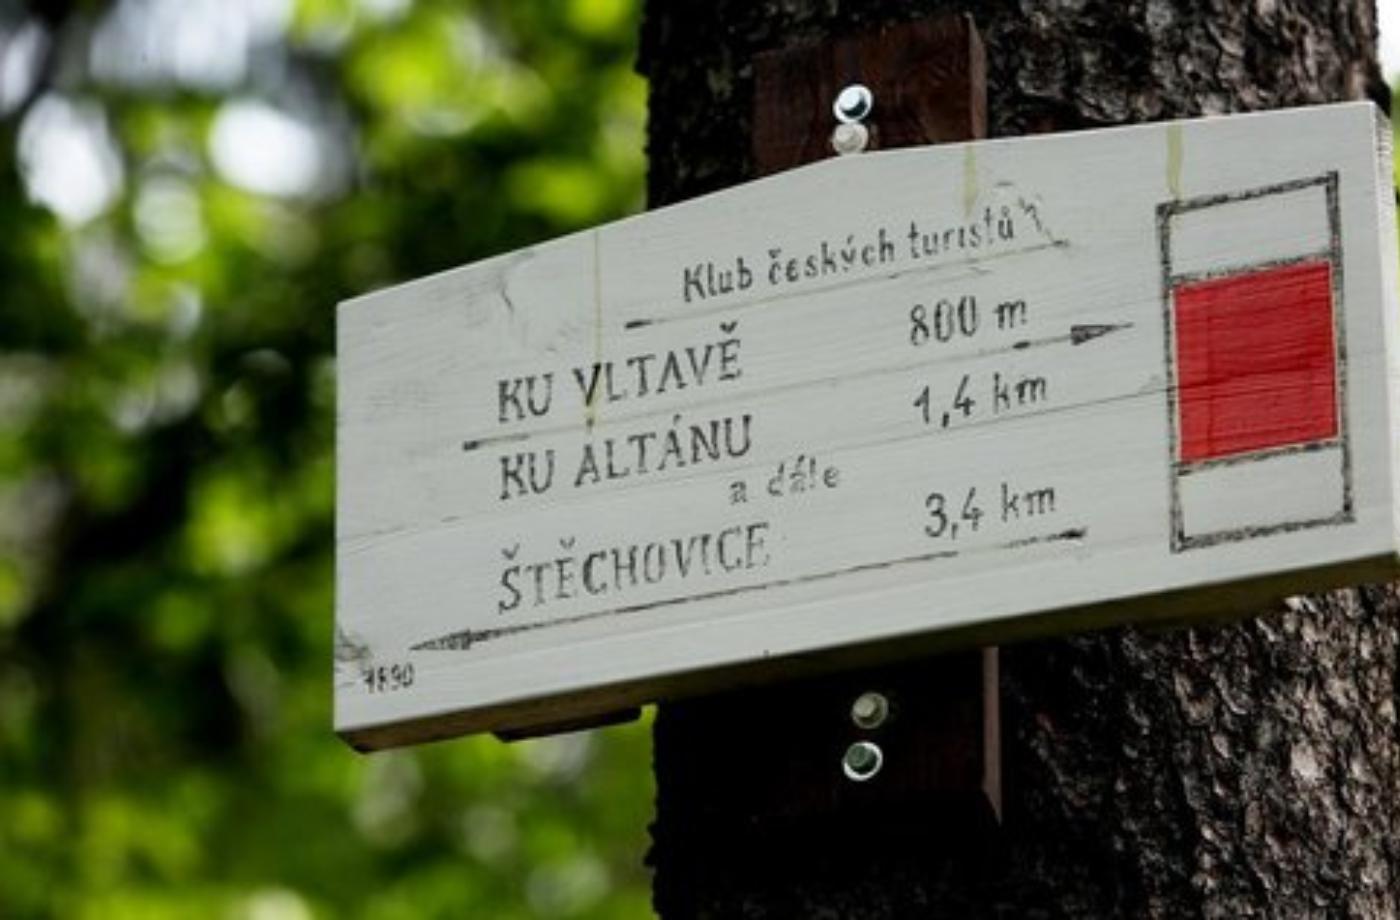 Klub českých turistů
KU VLTAVĚ 800 m
KU ALTÁNU 1,4 km
a dále
ŠTĚCHOVICE 3,4 km
1890